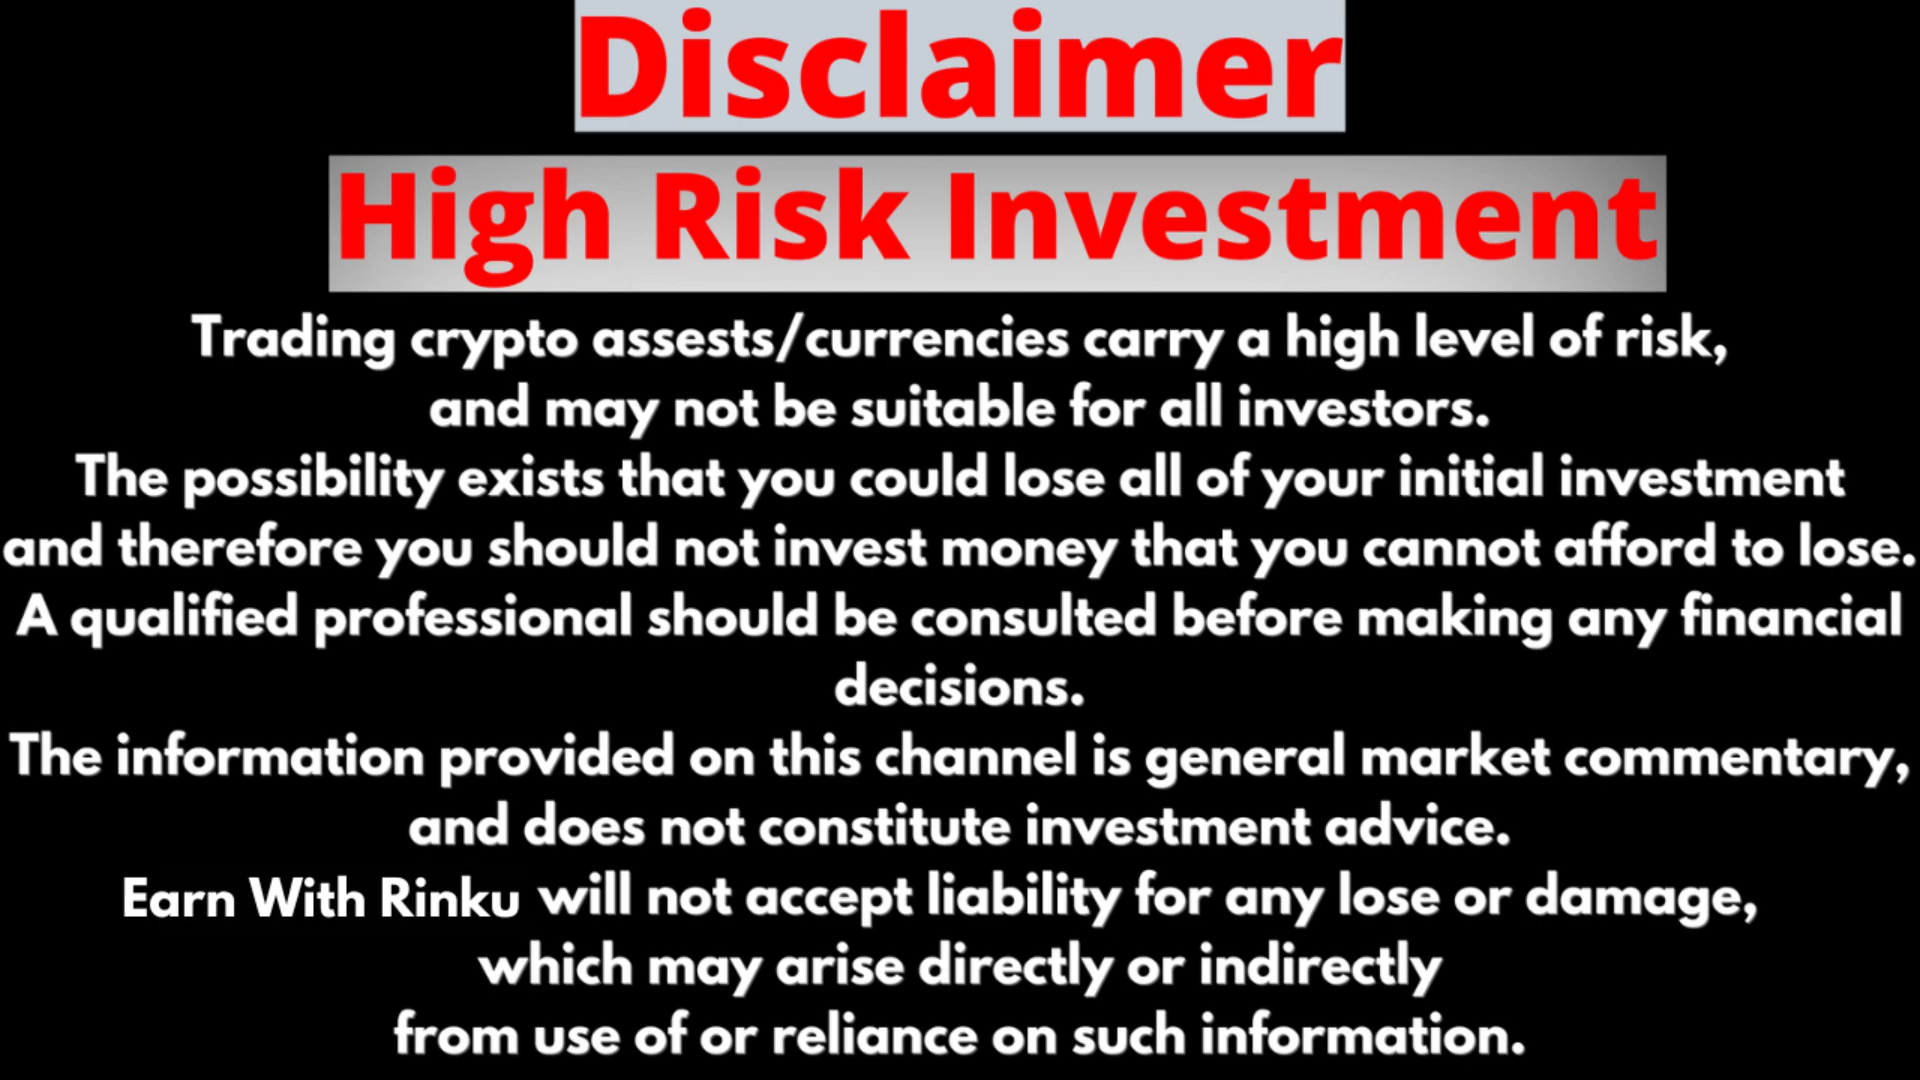 Disclaimer
High Risk Investment
Trading crypto assests/currencies carry a high level of risk,
and may not be suitable for all investors.
The possibility exists that you could lose all of your initial investment
and therefore you should not invest money that you cannot afford to lose.
A qualified professional should be consulted before making any financial
decisions.
The information provided on this channel is general market commentary,
and does not constitute investment advice.
Earn With Rinku will not accept liability for any lose or damage,
which may arise directly or indirectly
from use of or reliance on such information.